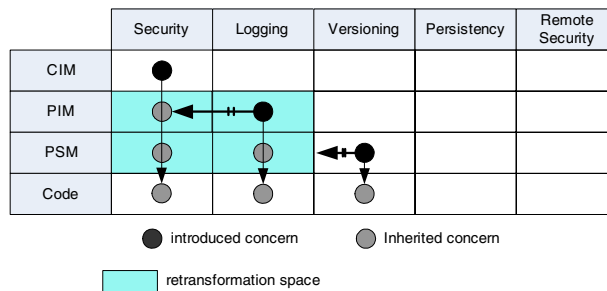 Security Logging Versioning Persistency Remote Security
CIM
PIM
PSM
Code
introduced concern Inherited concern
retransformation space